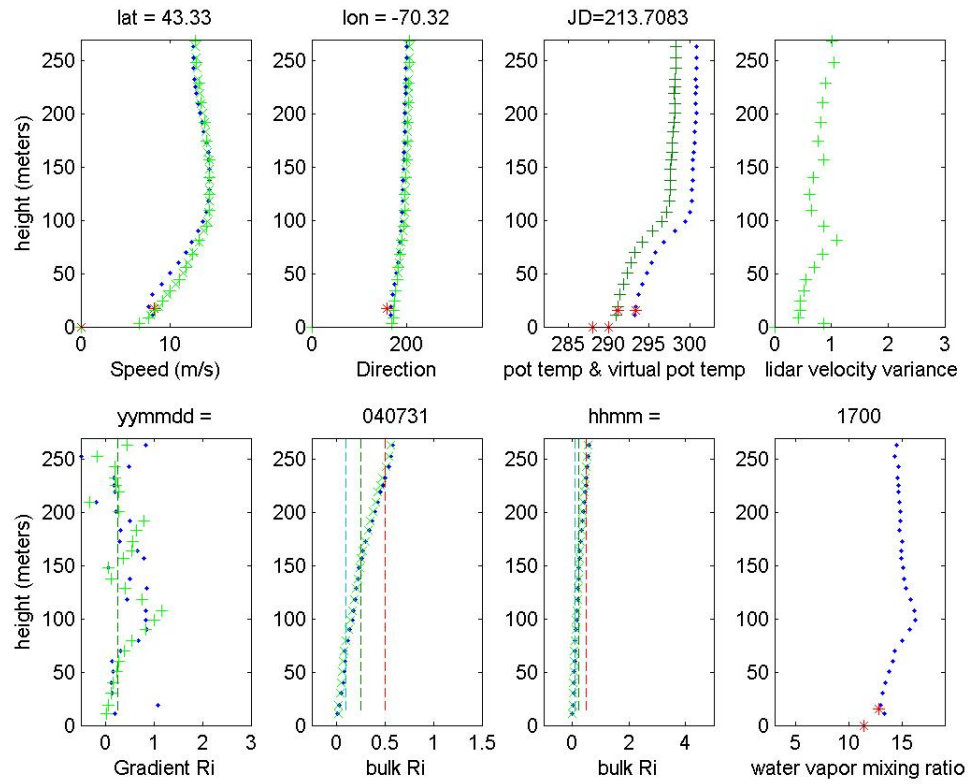 lat = 43.33
lon = -70.32
JD=213.7083
height (meters)
250
200
150
100
50
0
0 10
Speed (m/s)
0 200
Direction
285 290 295 300
pot temp & virtual pot temp
0 1 2 3
lidar velocity variance
yymmdd =
040731
hhmm =
1700
height (meters)
250
200
150
100
50
0
0 1 2 3
Gradient Ri
0 0.5 1 1.5
bulk Ri
0 2 4
bulk Ri
5 10 15
water vapor mixing ratio